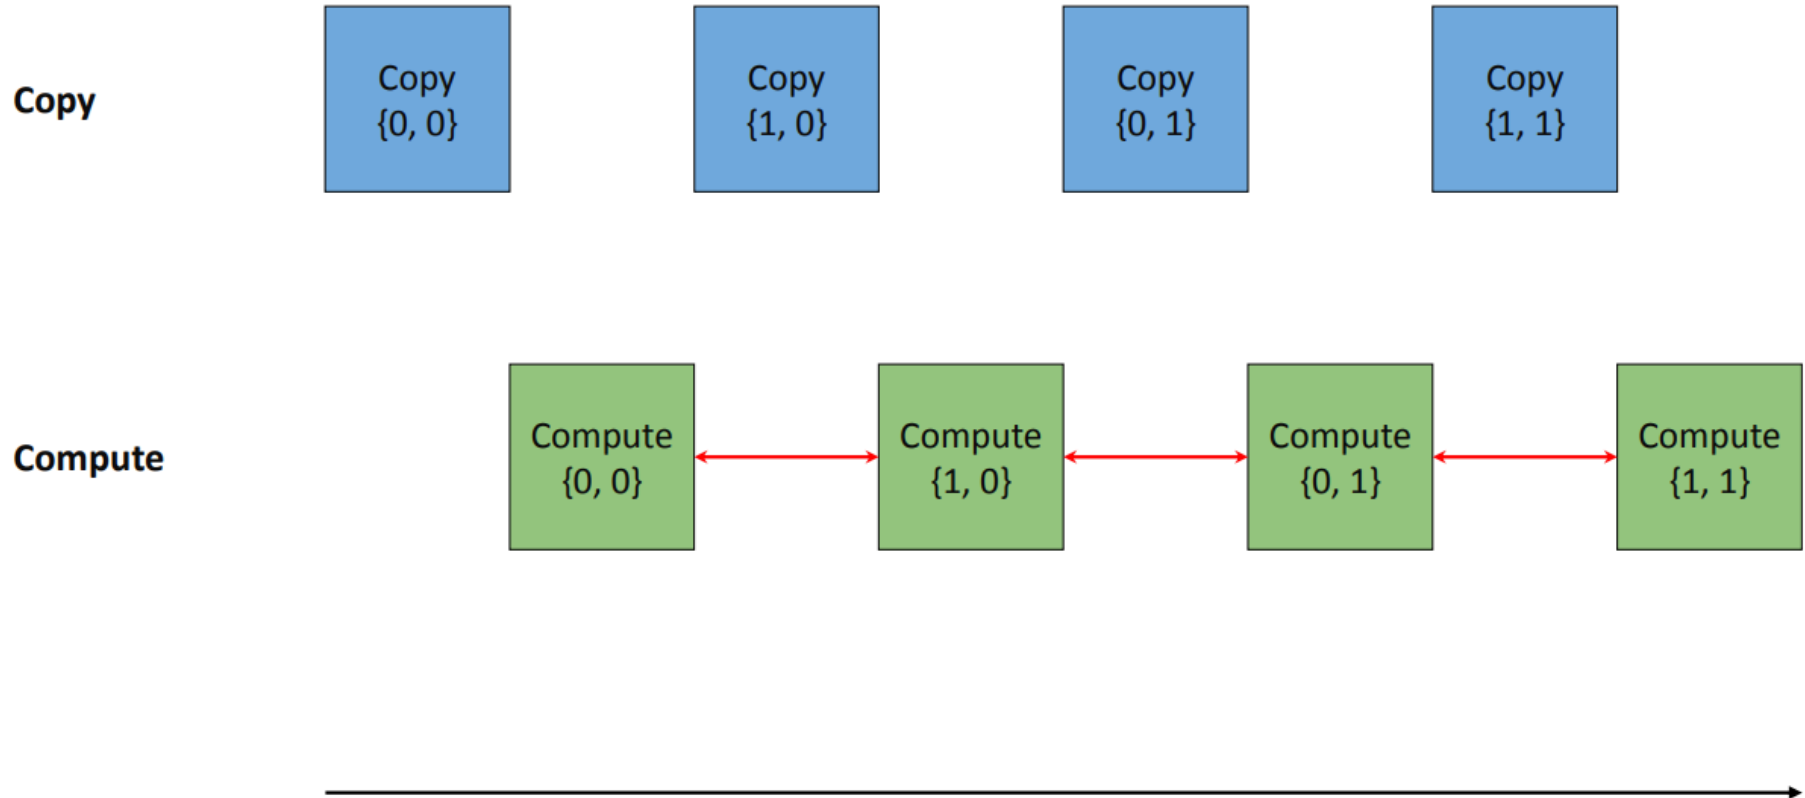 Copy
Copy
{0, 0}
Copy
{1, 0}
Copy
{0, 1}
Copy
{1, 1}
Compute
Compute
{0, 0}
Compute
{1, 0}
Compute
{0, 1}
Compute
{1, 1}